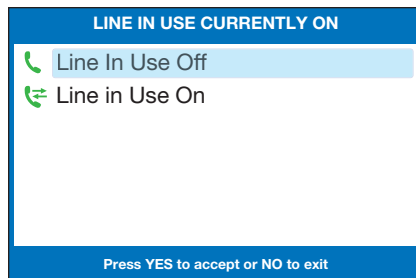 LINE IN USE CURRENTLY ON
Line In Use Off
Line in Use On
Press YES to accept or NO to exit